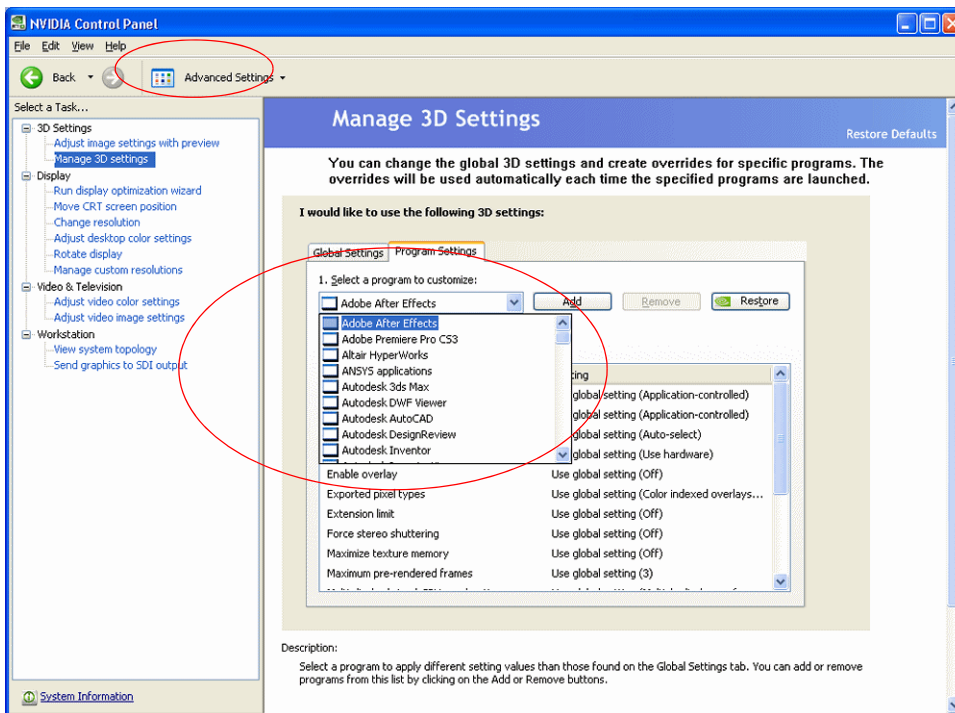 NVIDIA Control Panel
File Edit View Help
Back Advanced Settings
Select a Task...
3D Settings
Adjust image settings with preview
Manage 3D settings
Display
Run display optimization wizard
Move CRT screen position
Change resolution
Adjust desktop color settings
Rotate display
Manage custom resolutions
Video & Television
Adjust video color settings
Adjust video image settings
Workstation
View system topology
Send graphics to SDI output
System Information
Manage 3D Settings
Restore Defaults
You can change the global 3D settings and create overrides for specific programs. The
overrides will be used automatically each time the specified programs are launched.
I would like to use the following 3D settings:
Global Settings Program Settings
1. Select a program to customize:
Adobe After Effects Add Remove Restore
Adobe After Effects
Adobe Premiere Pro CS3
Altair HyperWorks
ANSYS applications
Autodesk 3ds Max
Autodesk DWF Viewer
Autodesk AutoCAD
Autodesk DesignReview
Autodesk Inventor
global setting (Application-controlled)
global setting (Application-controlled)
global setting (Auto-select)
global setting (Use hardware)
Enable overlay Use global setting (Off)
Exported pixel types Use global setting (Color indexed overlays...
Extension limit Use global setting (Off)
Force stereo shuttering Use global setting (Off)
Maximize texture memory Use global setting (Off)
Maximum pre-rendered frames Use global setting (3)
Description:
Select a program to apply different setting values than those found on the Global Settings tab. You can add or remove
programs from this list by clicking on the Add or Remove buttons.